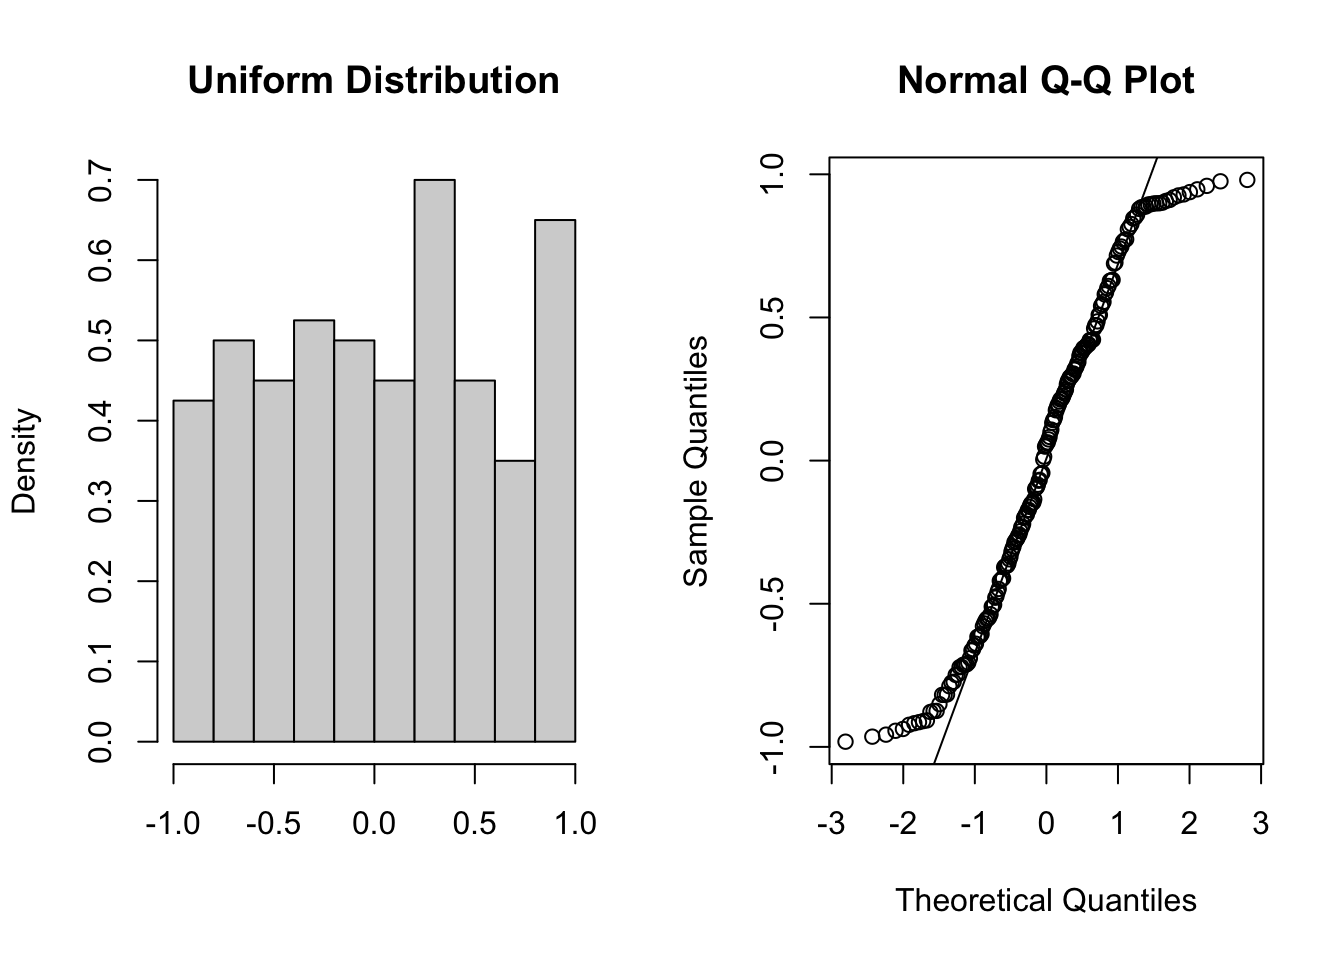 Uniform Distribution
Density
0.0 0.1 0.2 0.3 0.4 0.5 0.6 0.7
-1.0 -0.5 0.0 0.5 1.0
Normal Q-Q Plot
Sample Quantiles
-1.0 -0.5 0.0 0.5 1.0
-3 -2 -1 0 1 2 3
Theoretical Quantiles